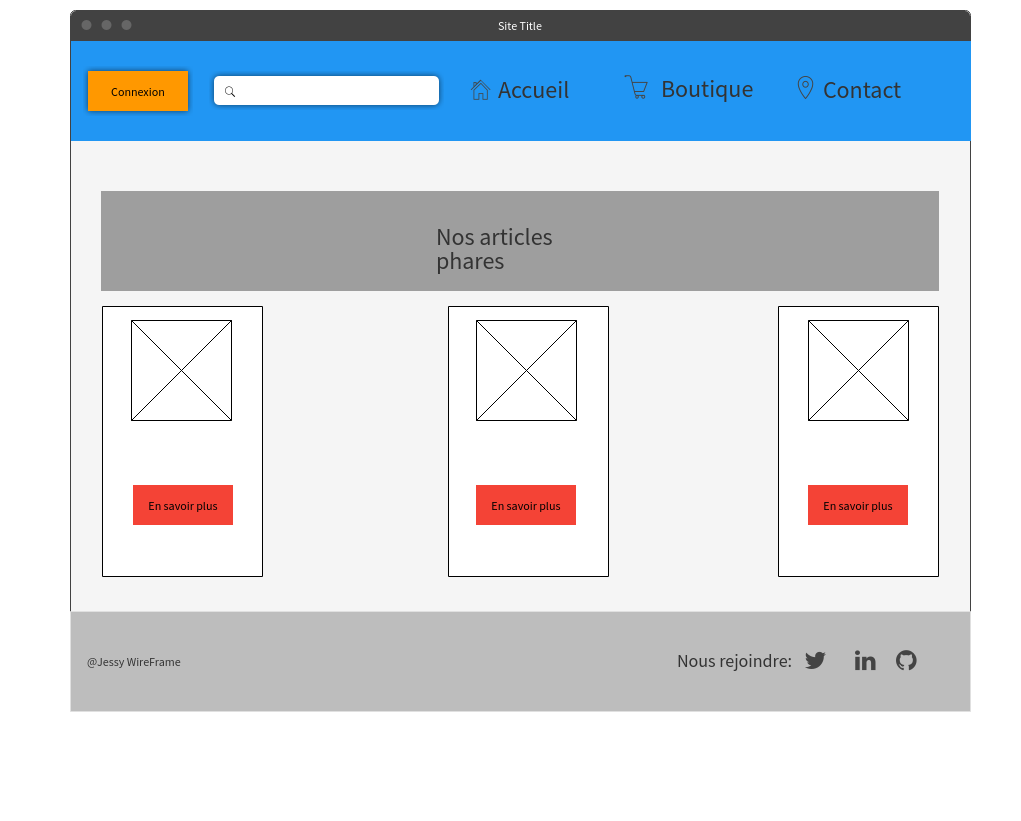 Site Title
Connexion
Accueil
Boutique
Contact
Nos articles
phares
En savoir plus
En savoir plus
En savoir plus
@Jessy WireFrame
Nous rejoindre: